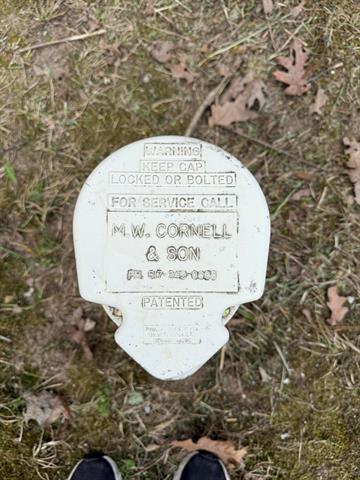 WARNING
KEEP CAP
LOCKED OR BOLTED
FOR SERVICE CALL
M.W. CORNELL
& SON
PATENTED